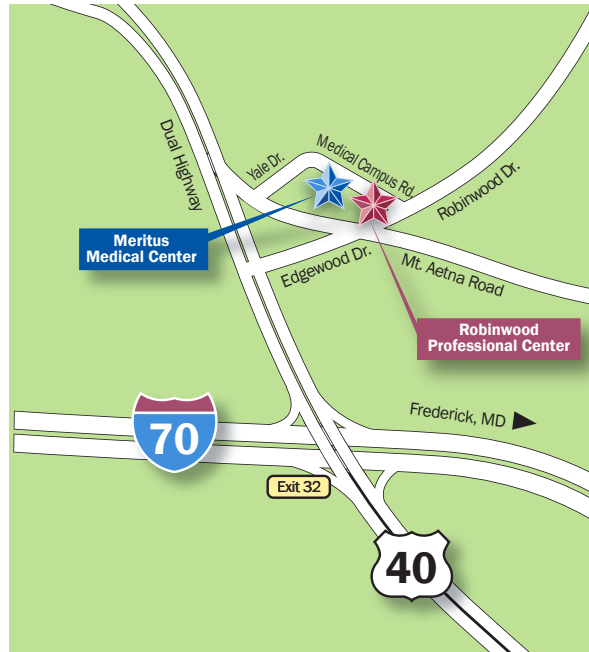 Dual Highway
Yale Dr.
Medical Campus Rd.
Robinwood Dr.
Meritus
Medical Center
Edgewood Dr.
Mt. Aetna Road
Robinwood
Professional Center
Frederick, MD
70
Exit 32
40